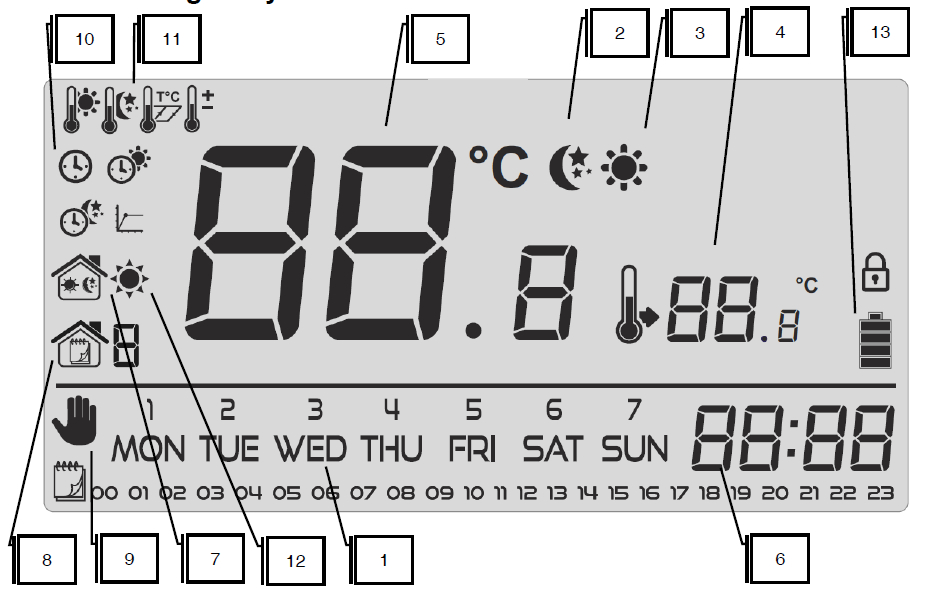 10 11 5 2 3 4 13
T°C
88.8 °C
88.8 °C
8
1 2 3 4 5 6 7
MON TUE WED THU FRI SAT SUN 88:88
00 01 02 03 04 05 06 07 08 09 10 11 12 13 14 15 16 17 18 19 20 21 22 23
8 9 7 12 1 6